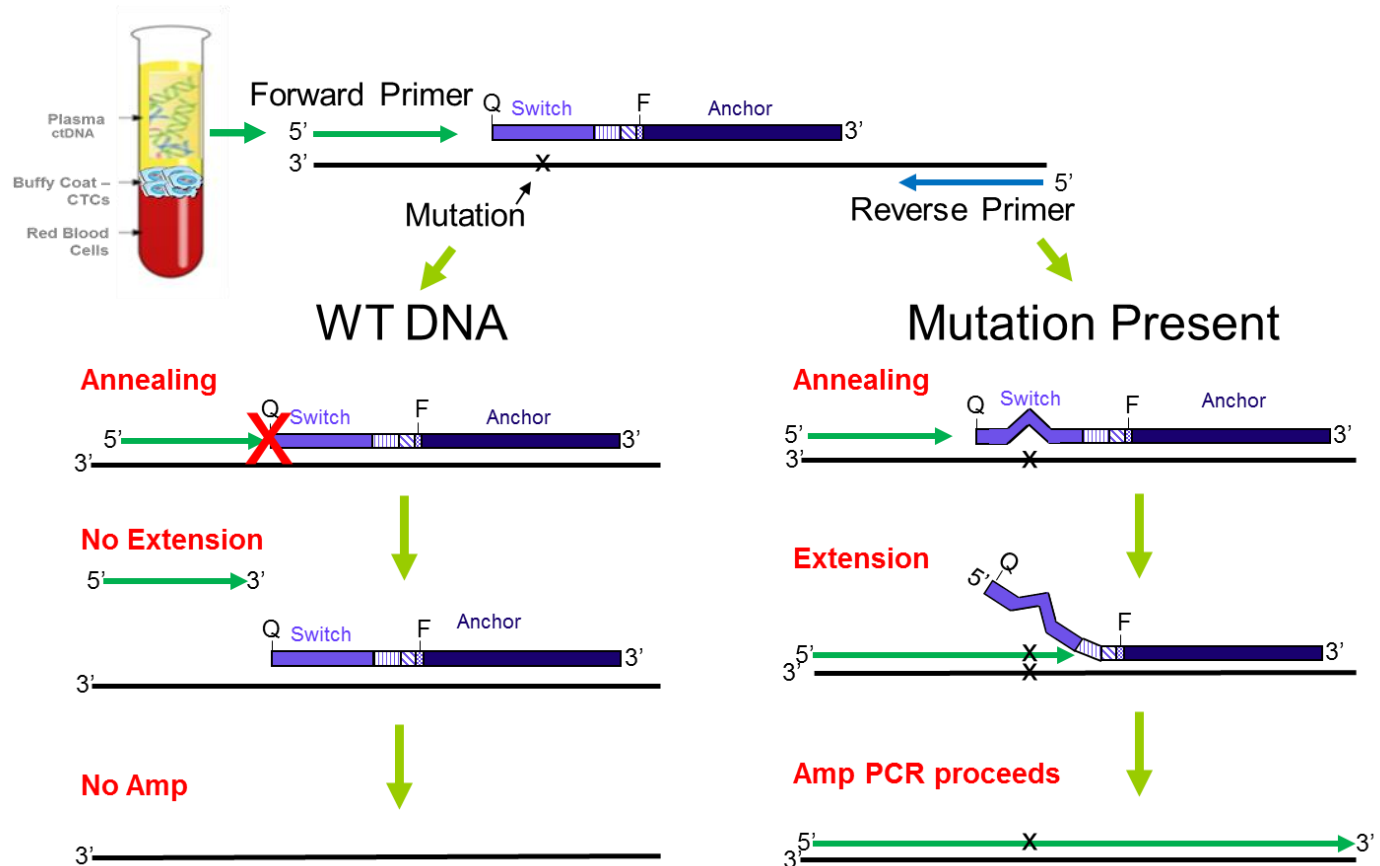 Plasma
ctDNA
Buffy Coat –
CTCs
Red Blood
Cells
Forward Primer
5’
3’
Q
Switch
F
Anchor
3’
X
Mutation
5’
Reverse Primer
WT DNA
Annealing
5’
Q
Switch
F
Anchor
3’
X
3’
No Extension
5’
3’
Q
Switch
F
Anchor
3’
3’
No Amp
3’
Mutation Present
Annealing
5’
Q
Switch
F
Anchor
3’
3’
X
Extension
5’
Q
F
5’
X
3’
3’
X
Amp PCR proceeds
5’
X
3’
3’